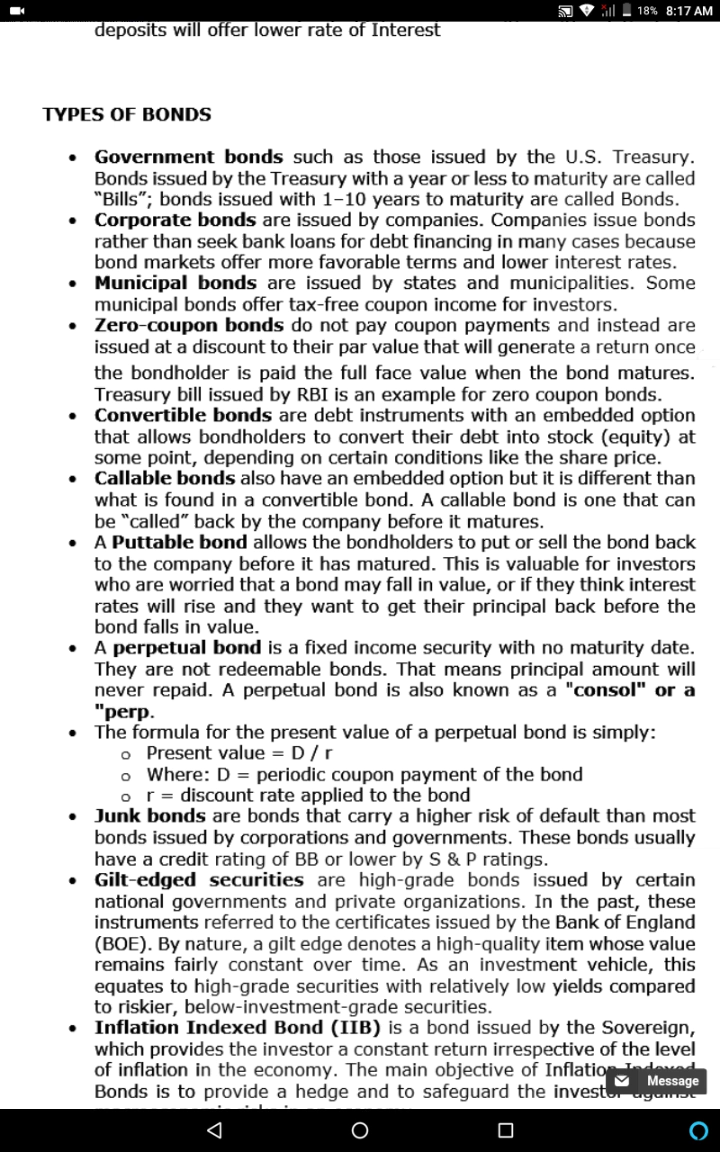 18% 8:17 AM
deposits will offer lower rate of Interest
TYPES OF BONDS
• Government bonds such as those issued by the U.S. Treasury.
Bonds issued by the Treasury with a year or less to maturity are called
“Bills”; bonds issued with 1–10 years to maturity are called Bonds.
• Corporate bonds are issued by companies. Companies issue bonds
rather than seek bank loans for debt financing in many cases because
bond markets offer more favorable terms and lower interest rates.
• Municipal bonds are issued by states and municipalities. Some
municipal bonds offer tax-free coupon income for investors.
• Zero-coupon bonds do not pay coupon payments and instead are
issued at a discount to their par value that will generate a return once
the bondholder is paid the full face value when the bond matures.
Treasury bill issued by RBI is an example for zero coupon bonds.
• Convertible bonds are debt instruments with an embedded option
that allows bondholders to convert their debt into stock (equity) at
some point, depending on certain conditions like the share price.
• Callable bonds also have an embedded option but it is different than
what is found in a convertible bond. A callable bond is one that can
be “called” back by the company before it matures.
• A Puttable bond allows the bondholders to put or sell the bond back
to the company before it has matured. This is valuable for investors
who are worried that a bond may fall in value, or if they think interest
rates will rise and they want to get their principal back before the
bond falls in value.
• A perpetual bond is a fixed income security with no maturity date.
They are not redeemable bonds. That means principal amount will
never repaid. A perpetual bond is also known as a "consol" or a
"perp.
• The formula for the present value of a perpetual bond is simply:
o Present value = D / r
o Where: D = periodic coupon payment of the bond
o r = discount rate applied to the bond
• Junk bonds are bonds that carry a higher risk of default than most
bonds issued by corporations and governments. These bonds usually
have a credit rating of BB or lower by S & P ratings.
• Gilt-edged securities are high-grade bonds issued by certain
national governments and private organizations. In the past, these
instruments referred to the certificates issued by the Bank of England
(BOE). By nature, a gilt edge denotes a high-quality item whose value
remains fairly constant over time. As an investment vehicle, this
equates to high-grade securities with relatively low yields compared
to riskier, below-investment-grade securities.
• Inflation Indexed Bond (IIB) is a bond issued by the Sovereign,
which provides the investor a constant return irrespective of the level
of inflation in the economy. The main objective of Inflation Indexed
Bonds is to provide a hedge and to safeguard the investor against
Message